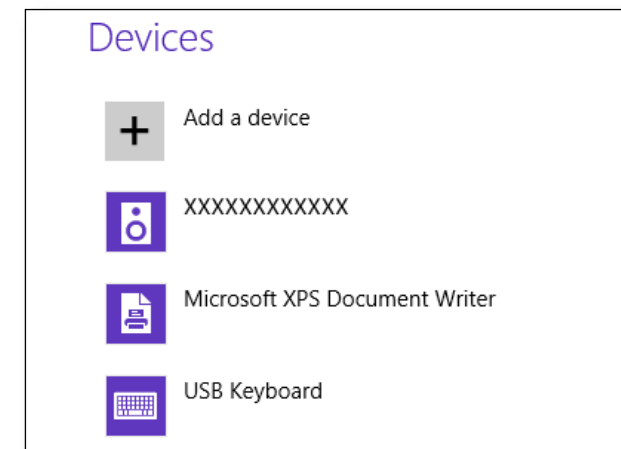 Devices
Add a device
XXXXXXXXXXXX
Microsoft XPS Document Writer
USB Keyboard